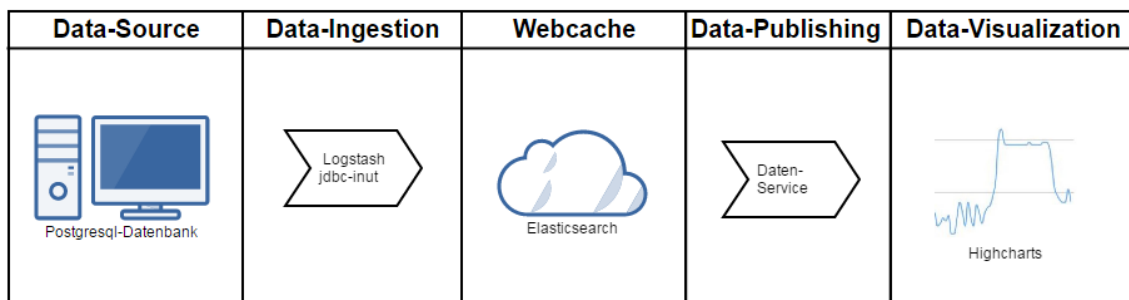 Data-Source
Data-Ingestion
Webcache
Data-Publishing
Data-Visualization
Postgresql-Datenbank
Logstash
jdbc-inut
Elasticsearch
Daten-
Service
Highcharts